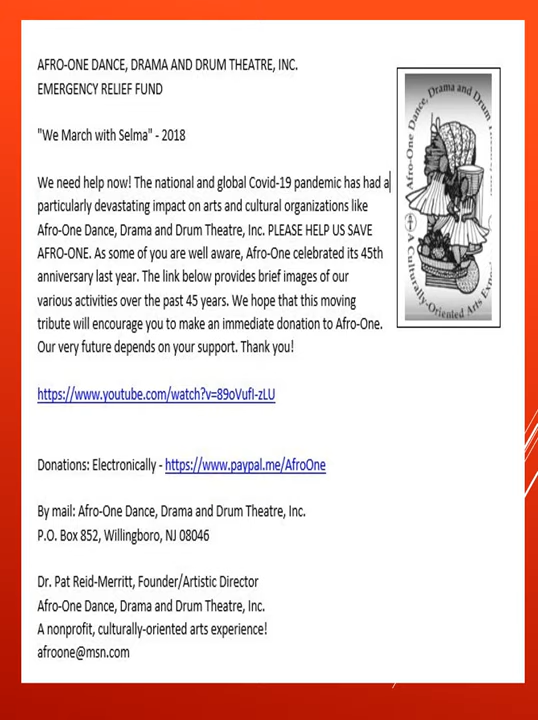 AFRO-ONE DANCE, DRAMA AND DRUM THEATRE, INC.
EMERGENCY RELIEF FUND
"We March with Selma" - 2018
We need help now! The national and global Covid-19 pandemic has had a
particularly devastating impact on arts and cultural organizations like
Afro-One Dance, Drama and Drum Theatre, Inc. PLEASE HELP US SAVE
AFRO-ONE. As some of you are well aware, Afro-One celebrated its 45th
anniversary last year. The link below provides brief images of our
various activities over the past 45 years. We hope that this moving
tribute will encourage you to make an immediate donation to Afro-One.
Our very future depends on your support. Thank you!
https://www.youtube.com/watch?v=89oVufI-zLU
Donations: Electronically - https://www.paypal.me/AfroOne
By mail: Afro-One Dance, Drama and Drum Theatre, Inc.
P.O. Box 852, Willingboro, NJ 08046
Dr. Pat Reid-Merritt, Founder/Artistic Director
Afro-One Dance, Drama and Drum Theatre, Inc.
A nonprofit, culturally-oriented arts experience!
afroone@msn.com
Afro-One Dance, Drama and Drum
A Culturally-Oriented Arts